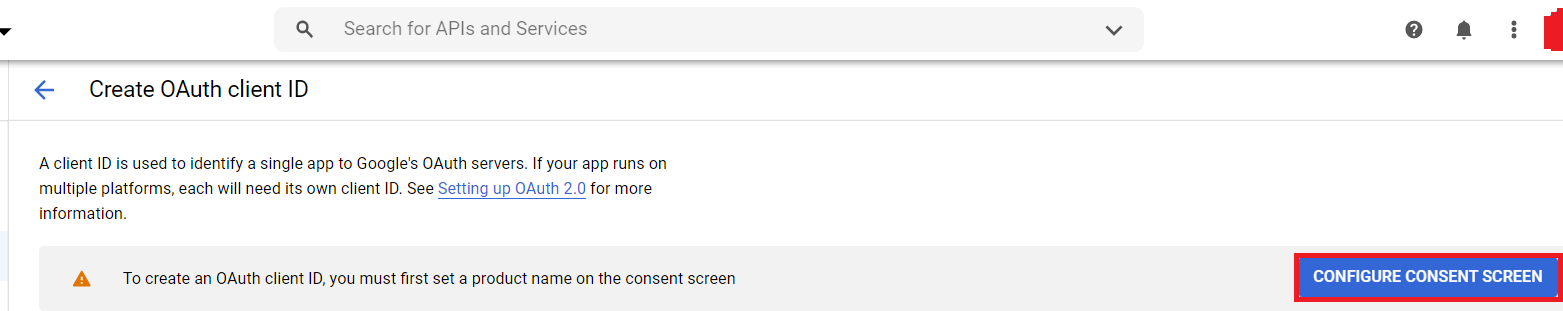 Search for APIs and Services
Create OAuth client ID
A client ID is used to identify a single app to Google's OAuth servers. If your app runs on
multiple platforms, each will need its own client ID. See Setting up OAuth 2.0 for more
information.
To create an OAuth client ID, you must first set a product name on the consent screen
CONFIGURE CONSENT SCREEN